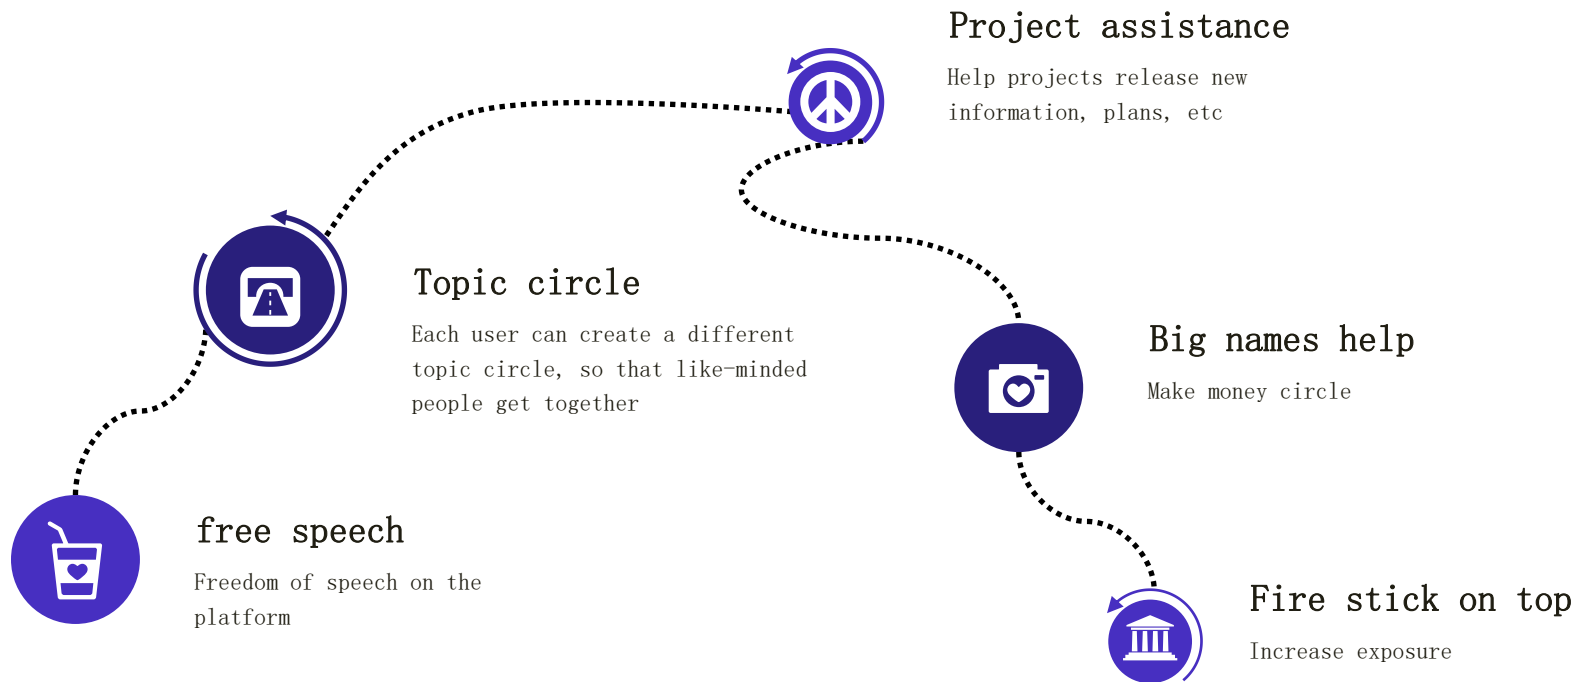 Project assistance
Help projects release new
information, plans, etc
Topic circle
Each user can create a different
topic circle, so that like-minded
people get together
Big names help
Make money circle
free speech
Freedom of speech on the
platform
Fire stick on top
Increase exposure